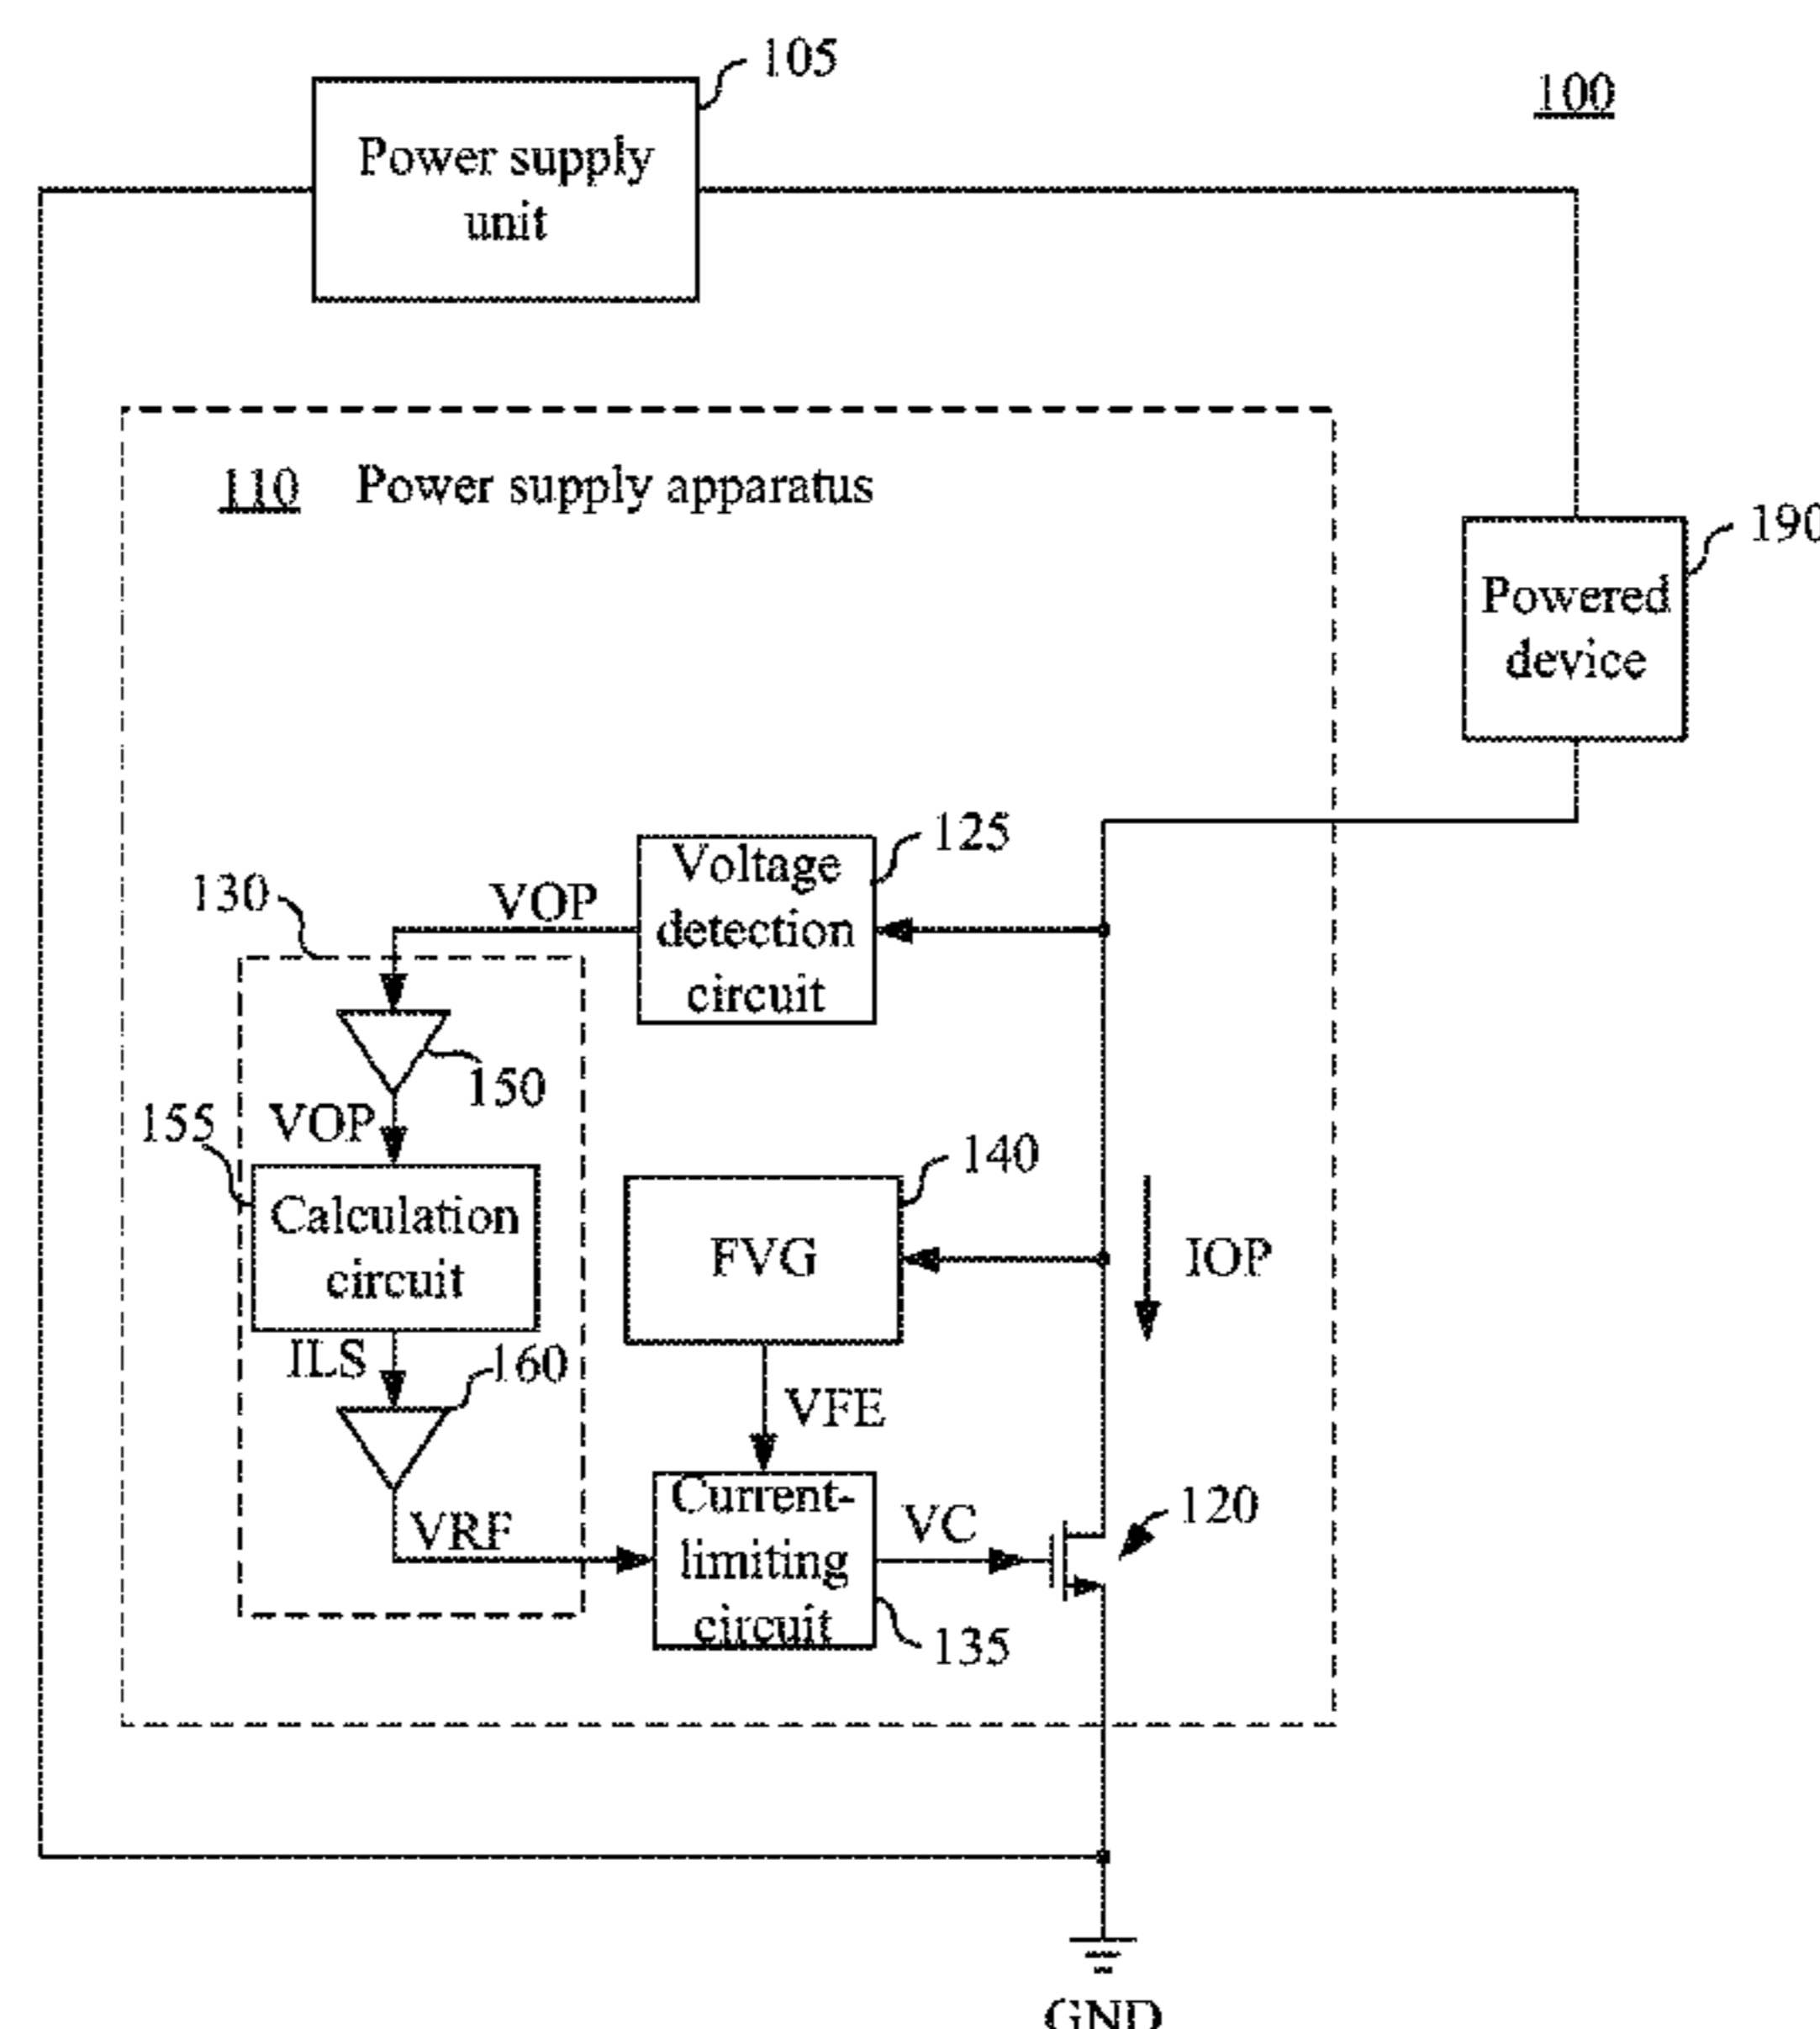 105
100
Power supply
unit
110 Power supply apparatus
190
Powered
device
125
Voltage
detection
circuit
130
VOP
150
VOP
155
140
Calculation
circuit
FVG
IOP
ILS
160
VFE
VRF
Current-
limiting
circuit
VC
120
135
GND